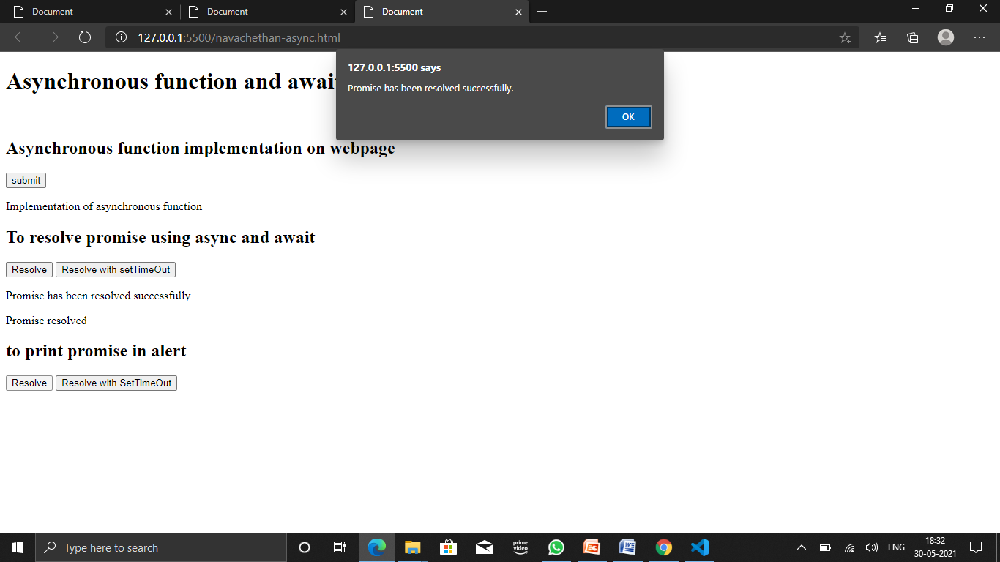 Document
Document
Document
127.0.0.1:5500/navachethan-async.html
127.0.0.1:5500 says
Promise has been resolved successfully.
OK
Asynchronous function and await
Asynchronous function implementation on webpage
submit
Implementation of asynchronous function
To resolve promise using async and await
Resolve Resolve with setTimeOut
Promise has been resolved successfully.
Promise resolved
to print promise in alert
Resolve Resolve with SetTimeOut
Type here to search
prime
video
ENG
18:32
30-05-2021